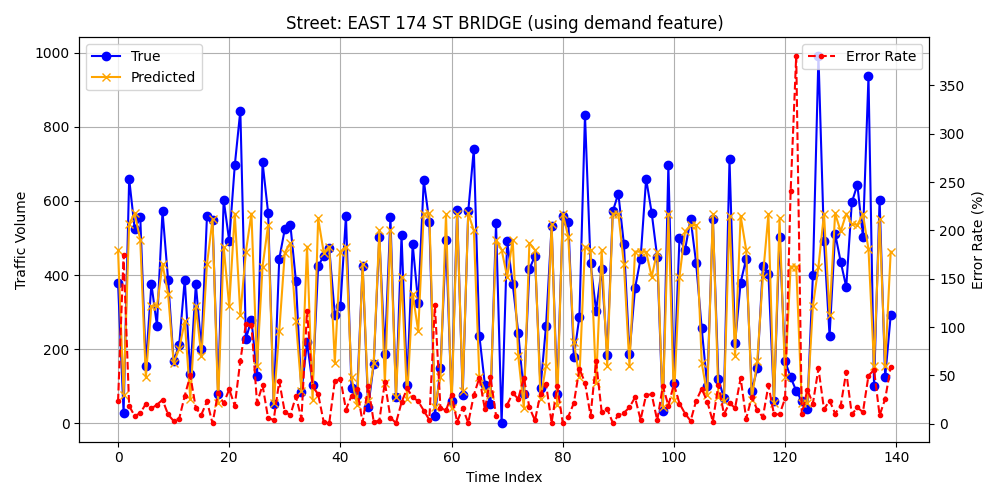 Street: EAST 174 ST BRIDGE (using demand feature)
True
Predicted
Error Rate
1000
800
600
400
200
0
Traffic Volume
350
300
250
200
150
100
50
0
Error Rate (%)
0 20 40 60 80 100 120 140
Time Index